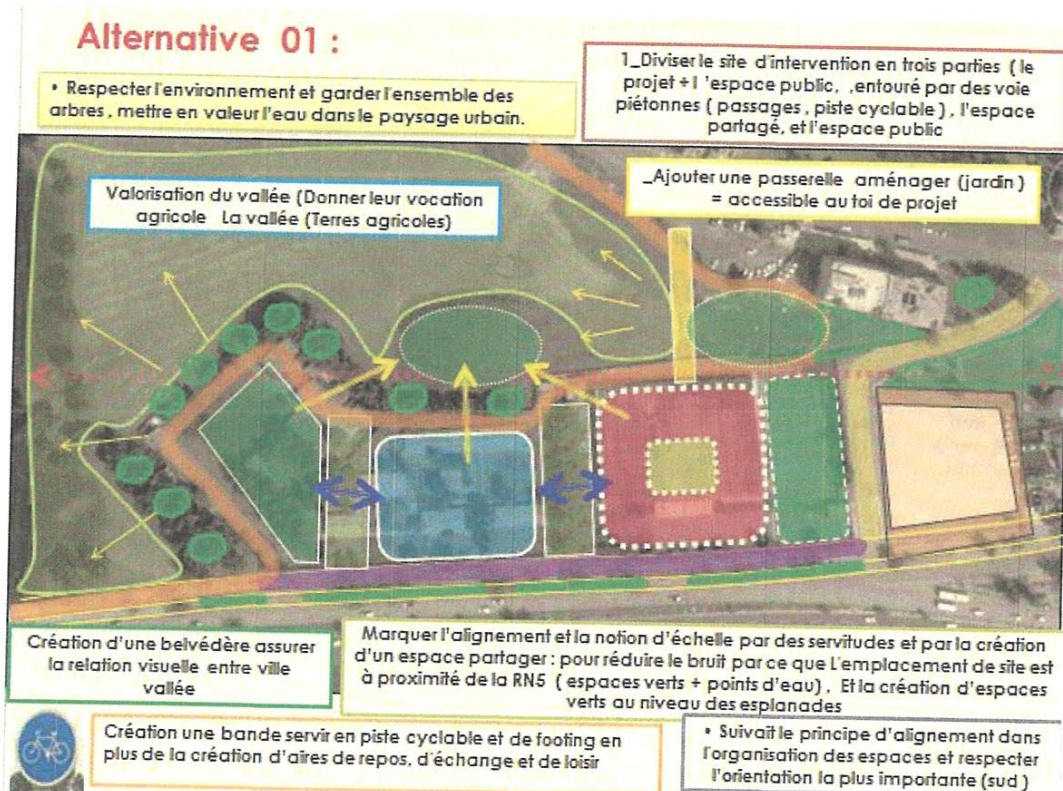 Alternative 01 :
• Respecter l'environnement et garder l'ensemble des
arbres , mettre en valeur l'eau dans le paysage urbain.
1_Diviser le site d'intervention en trois parties ( le
projet + l 'espace public, ,entouré par des voie
piétonnes ( passages , piste cyclable ) , l'espace
partagé, et l'espace public
Valorisation du vallée (Donner leur vocation
agricole La vallée (Terres agricoles)
_Ajouter une passerelle aménager (jardin )
= accessible au toi de projet
Création d'une belvédère assurer
la relation visuelle entre ville
vallée
Marquer l'alignement et la notion d'échelle par des servitudes et par la création
d'un espace partager : pour réduire le bruit par ce que L'emplacement de site est
à proximité de la RN5 ( espaces verts + points d'eau) , Et la création d'espaces
verts au niveau des esplanades
Création une bande servir en piste cyclable et de footing en
plus de la création d'aires de repos, d'échange et de loisir
• Suivait le principe d'alignement dans
l'organisation des espaces et respecter
l'orientation la plus importante (sud )